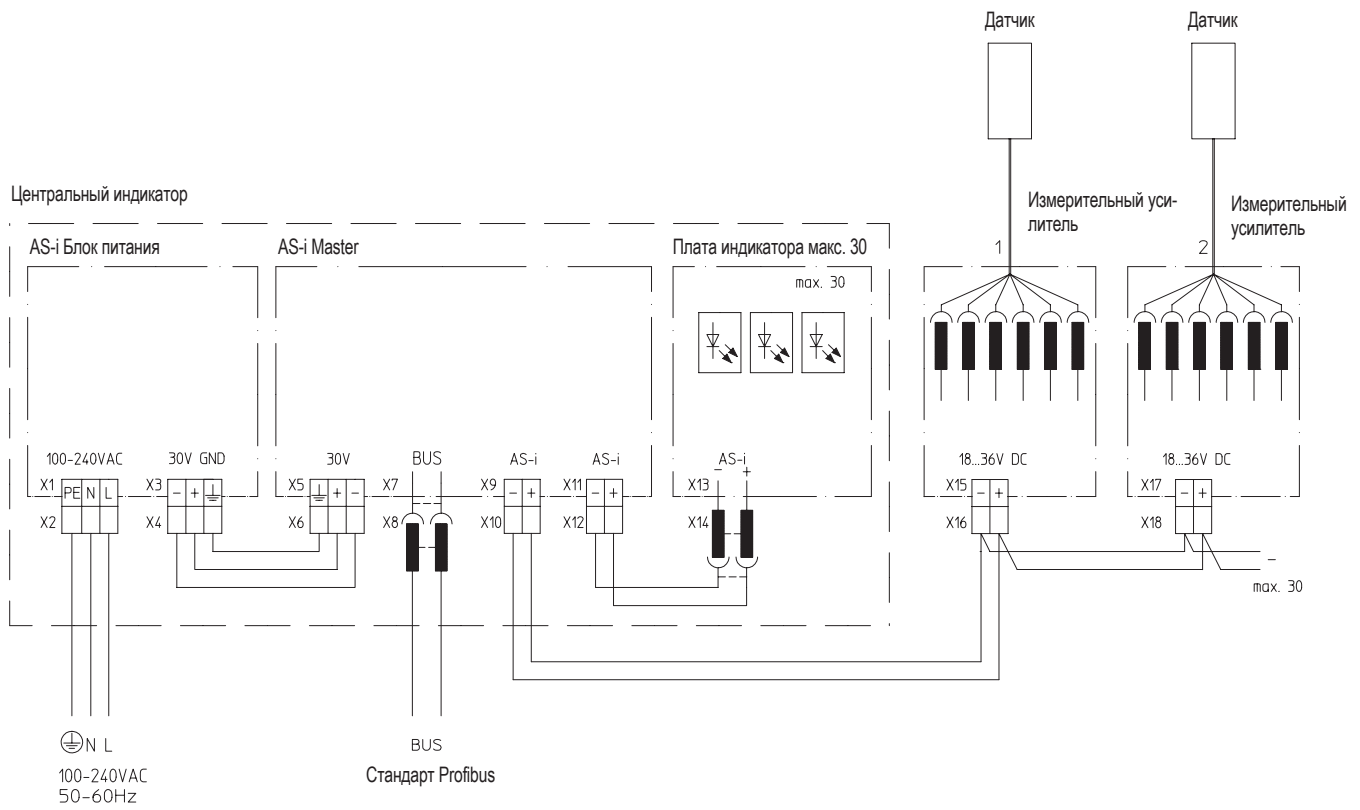 Датчик
Датчик
Центральный индикатор
Измерительный уси-
литель
Измерительный
усилитель
AS-i Блок питания
AS-i Master
Плата индикатора макс. 30
1
2
max. 30
100-240VAC
30V GND
30V
BUS
AS-i
AS-i
AS-i
18...36V DC
18...36V DC
X1
PE N L
X3
- +
X5
+ -
X7
X9
- +
X11
- +
X13
- +
X15
- +
X17
- +
X2
X4
X6
X8
X10
X12
X14
X16
X18
-
max. 30
N L
BUS
100-240VAC
50-60Hz
Стандарт Profibus